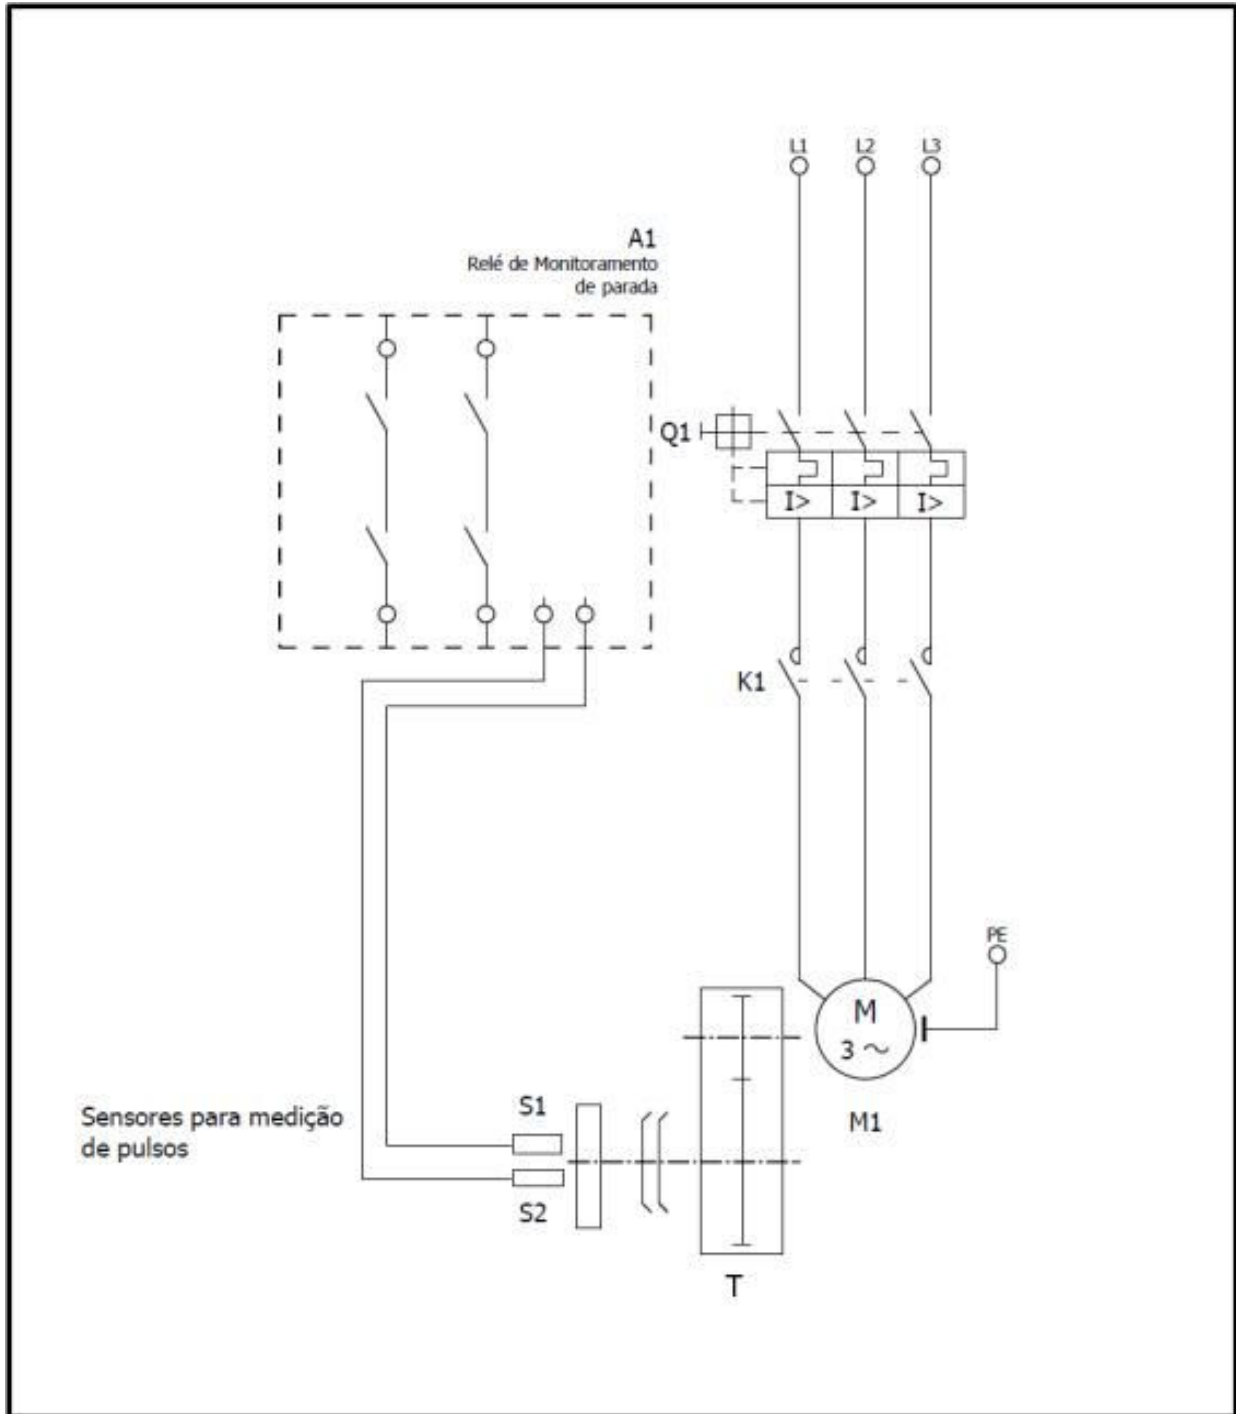 L1 L2 L3
A1
Relé de Monitoramento
de parada
Q1
I> I> I>
K1
PE
M
3 ~
M1
Sensores para medição
de pulsos
S1
S2
T